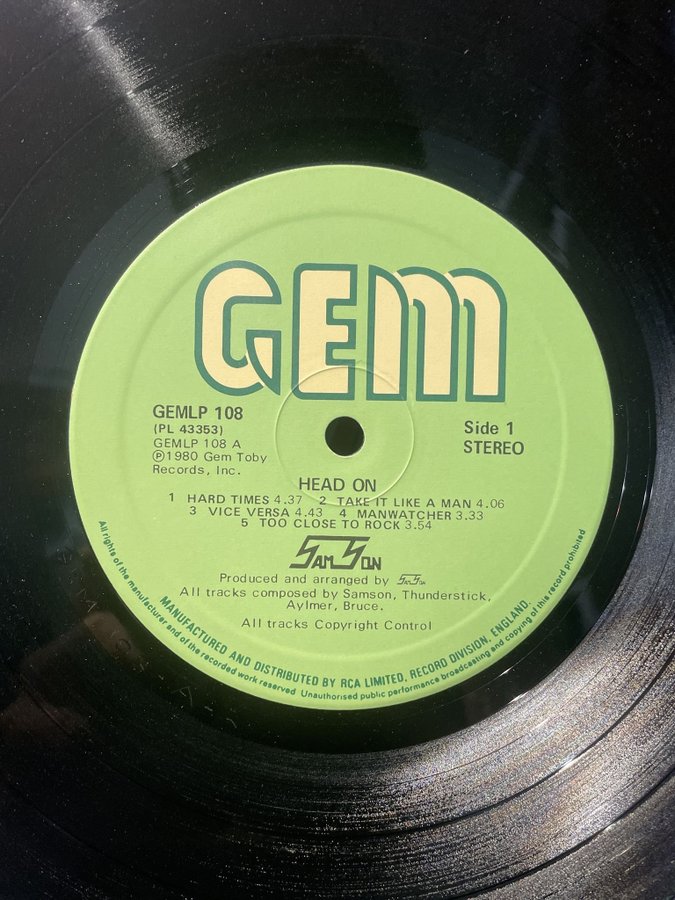 GEM
GEMLP 108
(PL 43353)
GEMLP 108 A
℗1980 Gem Toby
Records, Inc.
Side 1
STEREO
HEAD ON
1 HARD TIMES 4.37 2 TAKE IT LIKE A MAN 4.06
3 VICE VERSA 4.43 4 MANWATCHER 3.33
5 TOO CLOSE TO ROCK 3.54
SAMSON
Produced and arranged by SAMSON
All tracks composed by Samson, Thunderstick,
Aylmer, Bruce.
All tracks Copyright Control
MANUFACTURED AND DISTRIBUTED BY RCA LIMITED, RECORD DIVISION, ENGLAND.
All rights of the manufacturer and of the recorded work reserved Unauthorised public performance broadcasting and copying of this record prohibited